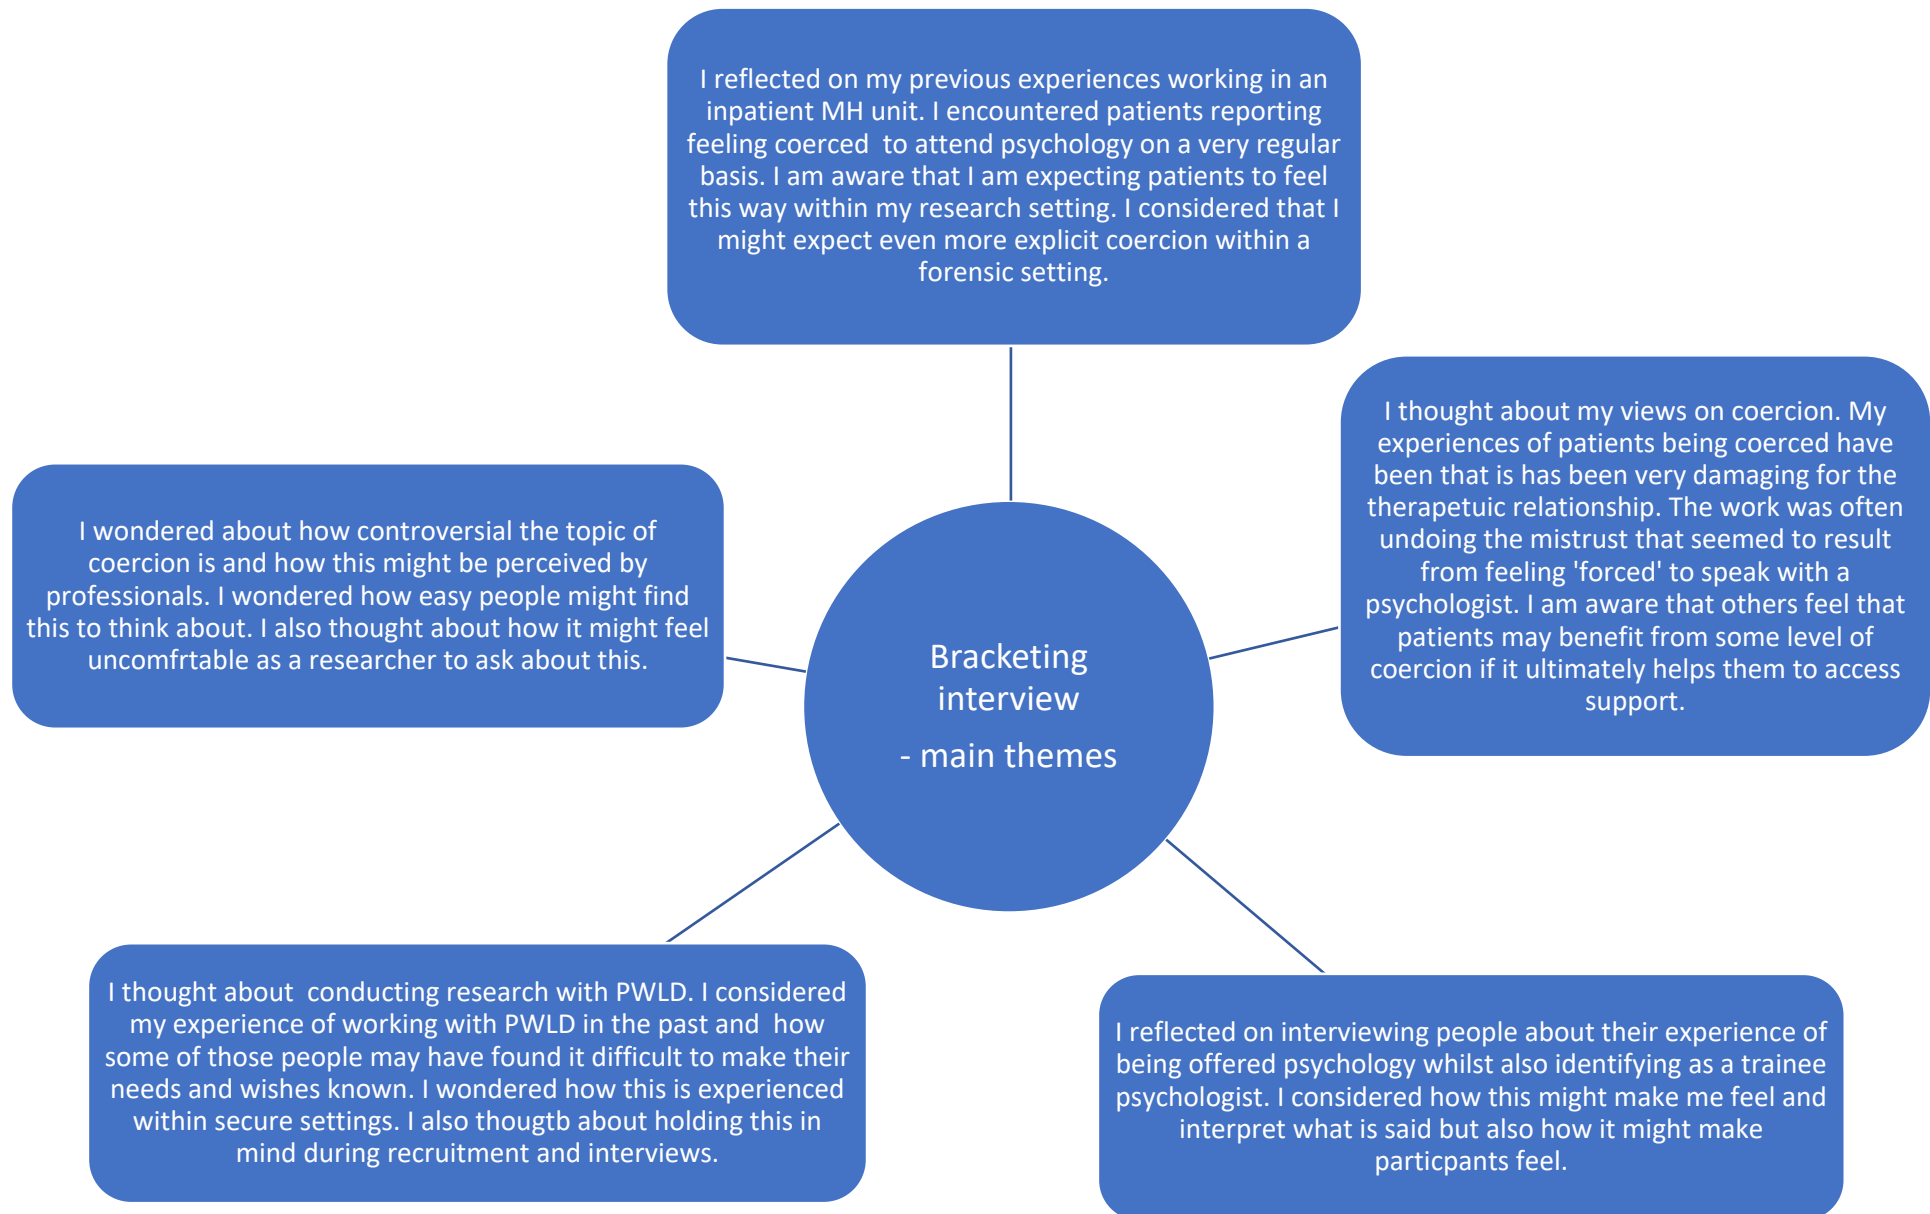 I reflected on my previous experiences working in an
inpatient MH unit. I encountered patients reporting
feeling coerced  to attend psychology on a very regular
basis. I am aware that I am expecting patients to feel
this way within my research setting. I considered that I
might expect even more explicit coercion within a
forensic setting.
I thought about my views on coercion. My
experiences of patients being coerced have
been that is has been very damaging for the
therapetuic relationship. The work was often
undoing the mistrust that seemed to result
from feeling 'forced' to speak with a
psychologist. I am aware that others feel that
patients may benefit from some level of
coercion if it ultimately helps them to access
support.
I wondered about how controversial the topic of
coercion is and how this might be perceived by
professionals. I wondered how easy people might find
this to think about. I also thought about how it might feel
uncomfrtable as a researcher to ask about this.
Bracketing
interview
- main themes
I thought about  conducting research with PWLD. I considered
my experience of working with PWLD in the past and  how
some of those people may have found it difficult to make their
needs and wishes known. I wondered how this is experienced
within secure settings. I also thougtb about holding this in
mind during recruitment and interviews.
I reflected on interviewing people about their experience of
being offered psychology whilst also identifying as a trainee
psychologist. I considered how this might make me feel and
interpret what is said but also how it might make
particpants feel.